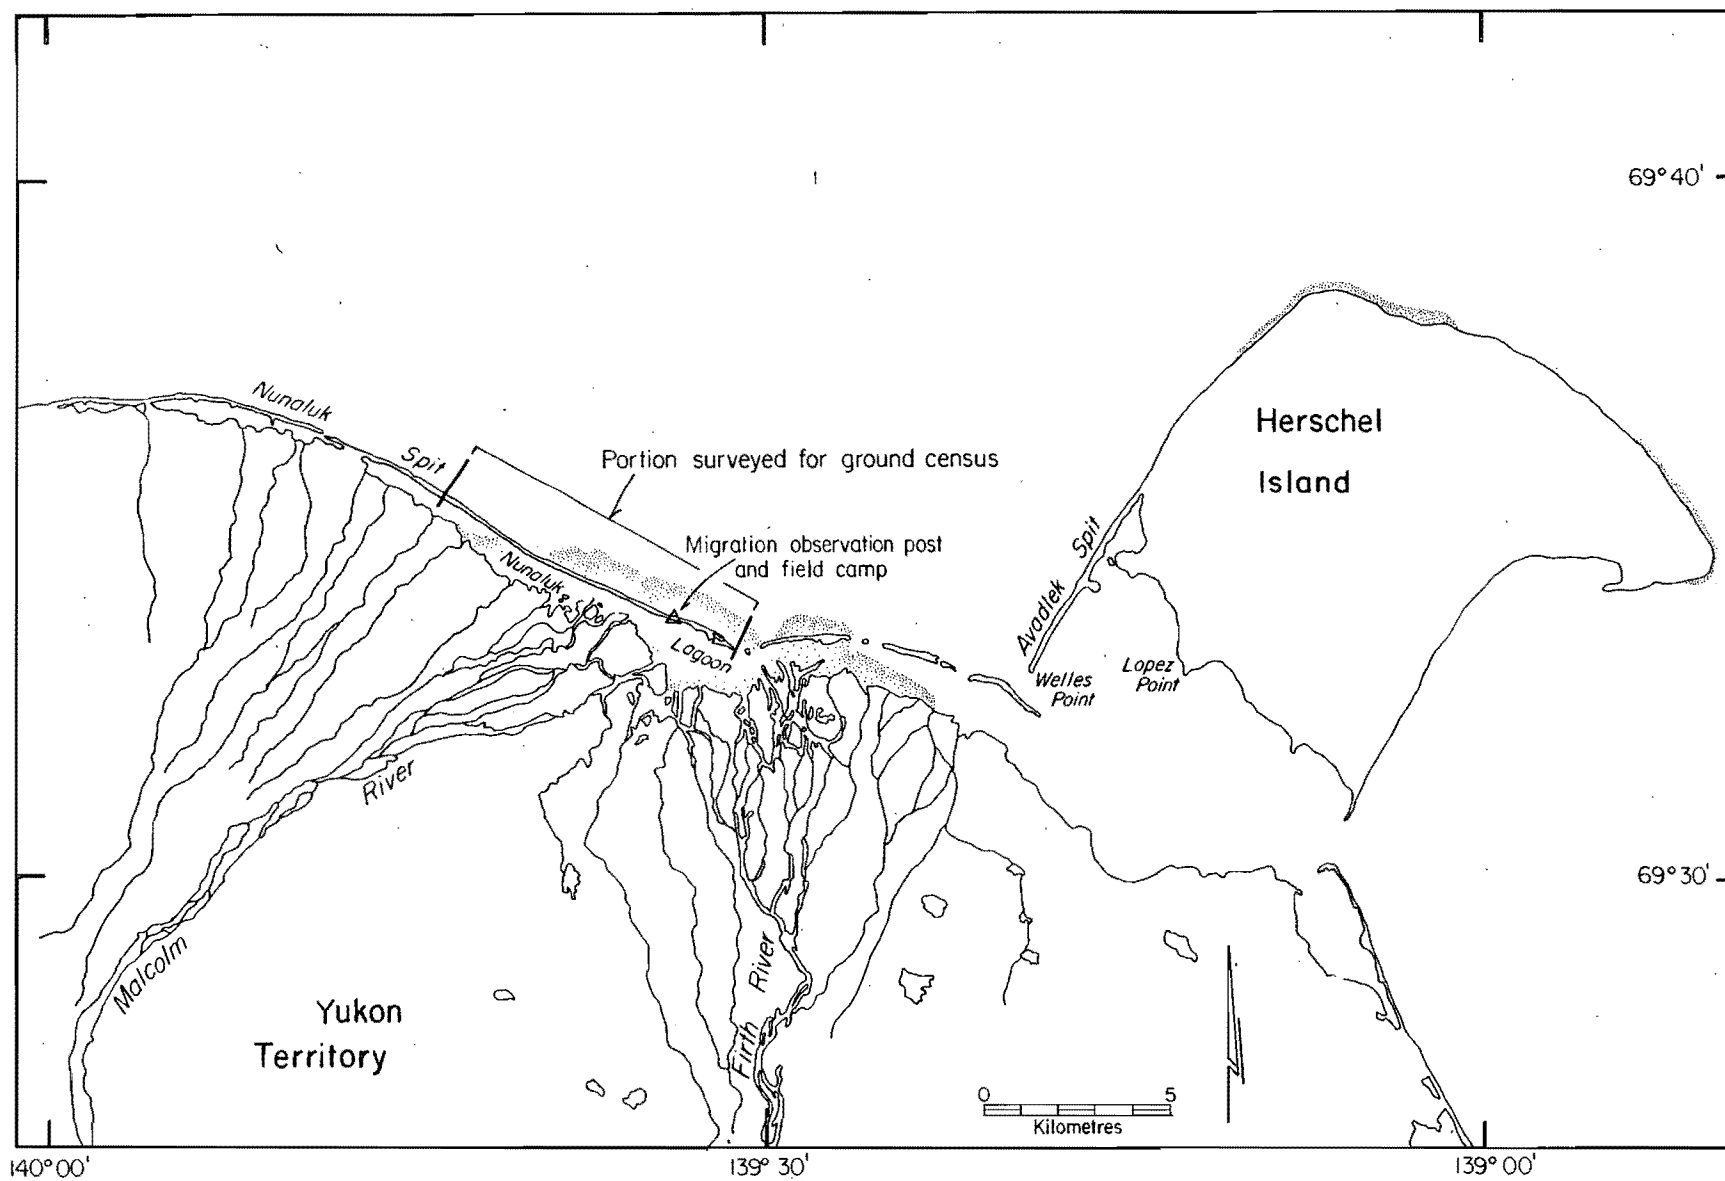 69°40'
Nunaluk
Spit
Portion surveyed for ground census
Herschel
Island
Migration observation post
and field camp
Nunaluk
Lagoon
Avadlek Spit
Welles
Point
Lopez
Point
Malcolm River
69°30'
Firth River
Yukon
Territory
0 5
Kilometres
140°00' 139°30' 139°00'